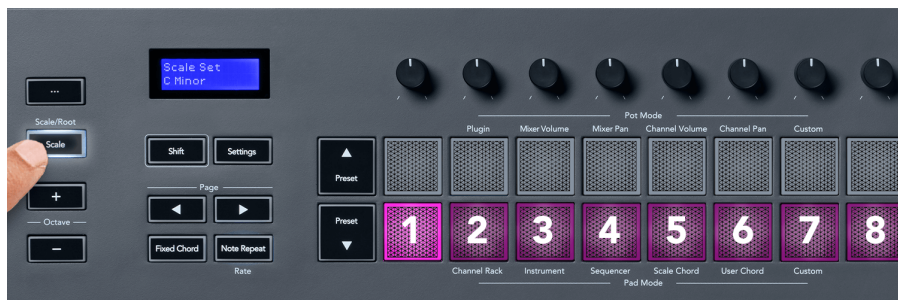 Scale Set
C Minor
...
Scale/Root
Scale
Shift
Settings
Page
+
Octave
−
Fixed Chord
Note Repeat
Rate
Pot Mode
Plugin
Mixer Volume
Mixer Pan
Channel Volume
Channel Pan
Custom
Preset
Preset
1 2 3 4 5 6 7 8
Channel Rack
Instrument
Sequencer
Scale Chord
User Chord
Custom
Pad Mode